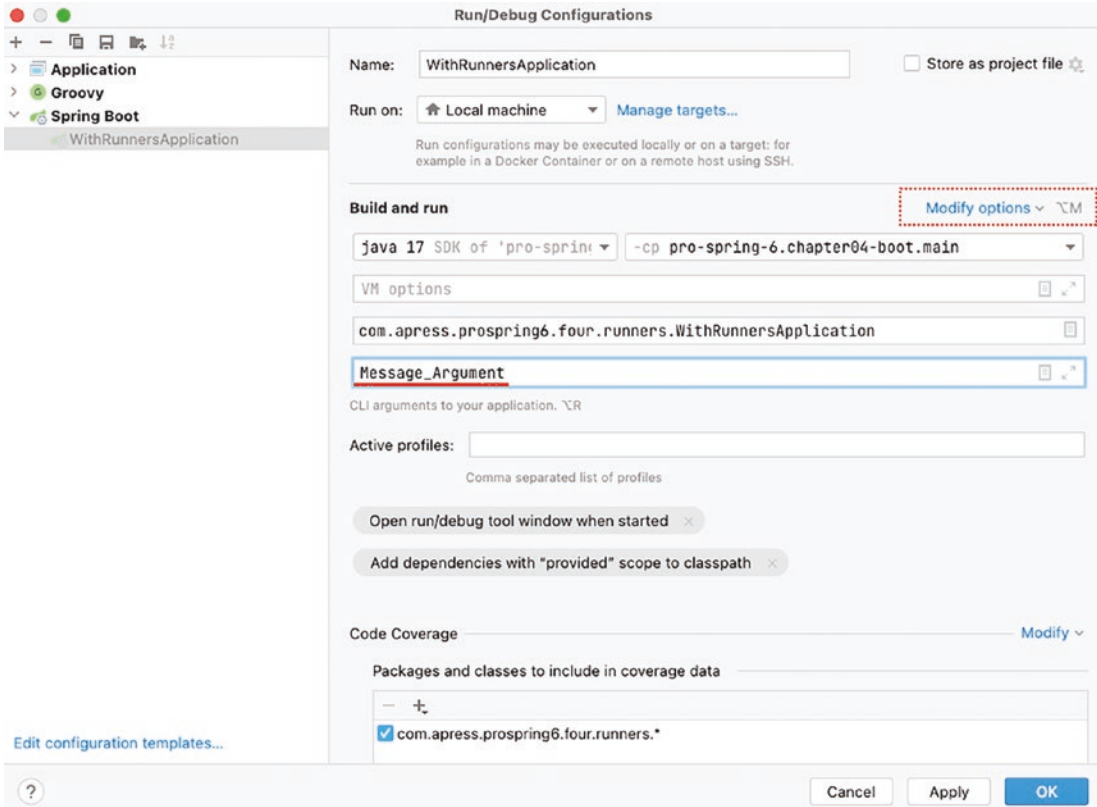 Run/Debug Configurations
Application
Groovy
Spring Boot
WithRunnersApplication
Edit configuration templates...
Name: WithRunnersApplication
Store as project file
Run on: Local machine
Manage targets...
Run configurations may be executed locally or on a target: for
example in a Docker Container or on a remote host using SSH.
Build and run
Modify options ⌥M
java 17 SDK of 'pro-spring
-cp pro-spring-6.chapter04-boot.main
VM options
com.apress.prospring6.four.runners.WithRunnersApplication
Message_Argument
CLI arguments to your application. ⌥R
Active profiles:
Comma separated list of profiles
Open run/debug tool window when started
Add dependencies with “provided” scope to classpath
Code Coverage
Modify
Packages and classes to include in coverage data
com.apress.prospring6.four.runners.*
?
Cancel
Apply
OK